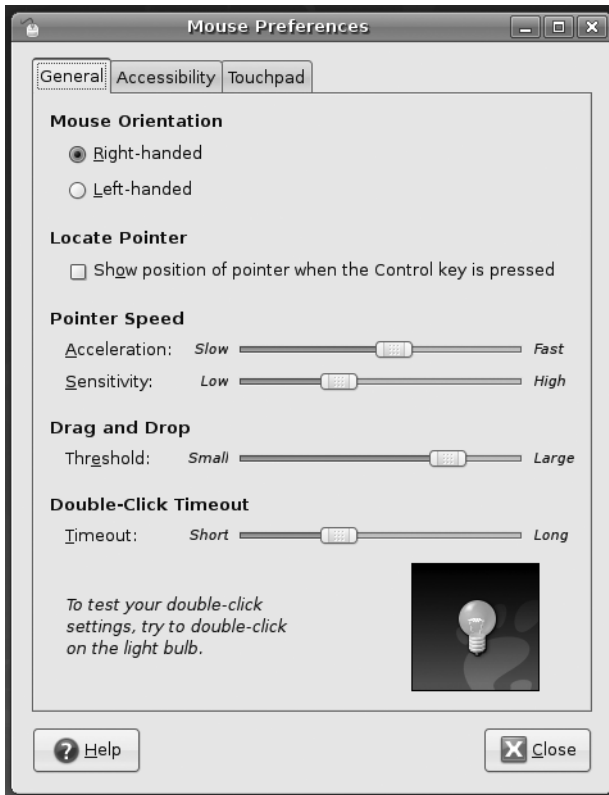 Mouse Preferences
General Accessibility Touchpad
Mouse Orientation
Right-handed
Left-handed
Locate Pointer
Show position of pointer when the Control key is pressed
Pointer Speed
Acceleration: Slow Fast
Sensitivity: Low High
Drag and Drop
Threshold: Small Large
Double-Click Timeout
Timeout: Short Long
To test your double-click
settings, try to double-click
on the light bulb.
Help Close